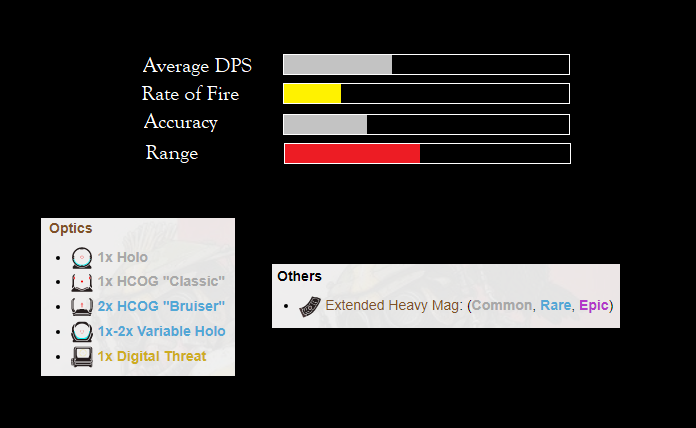 Average DPS
Rate of Fire
Accuracy
Range
Optics
1x Holo
1x HCOG "Classic"
2x HCOG "Bruiser"
1x-2x Variable Holo
1x Digital Threat
Others
Extended Heavy Mag: (Common, Rare, Epic)